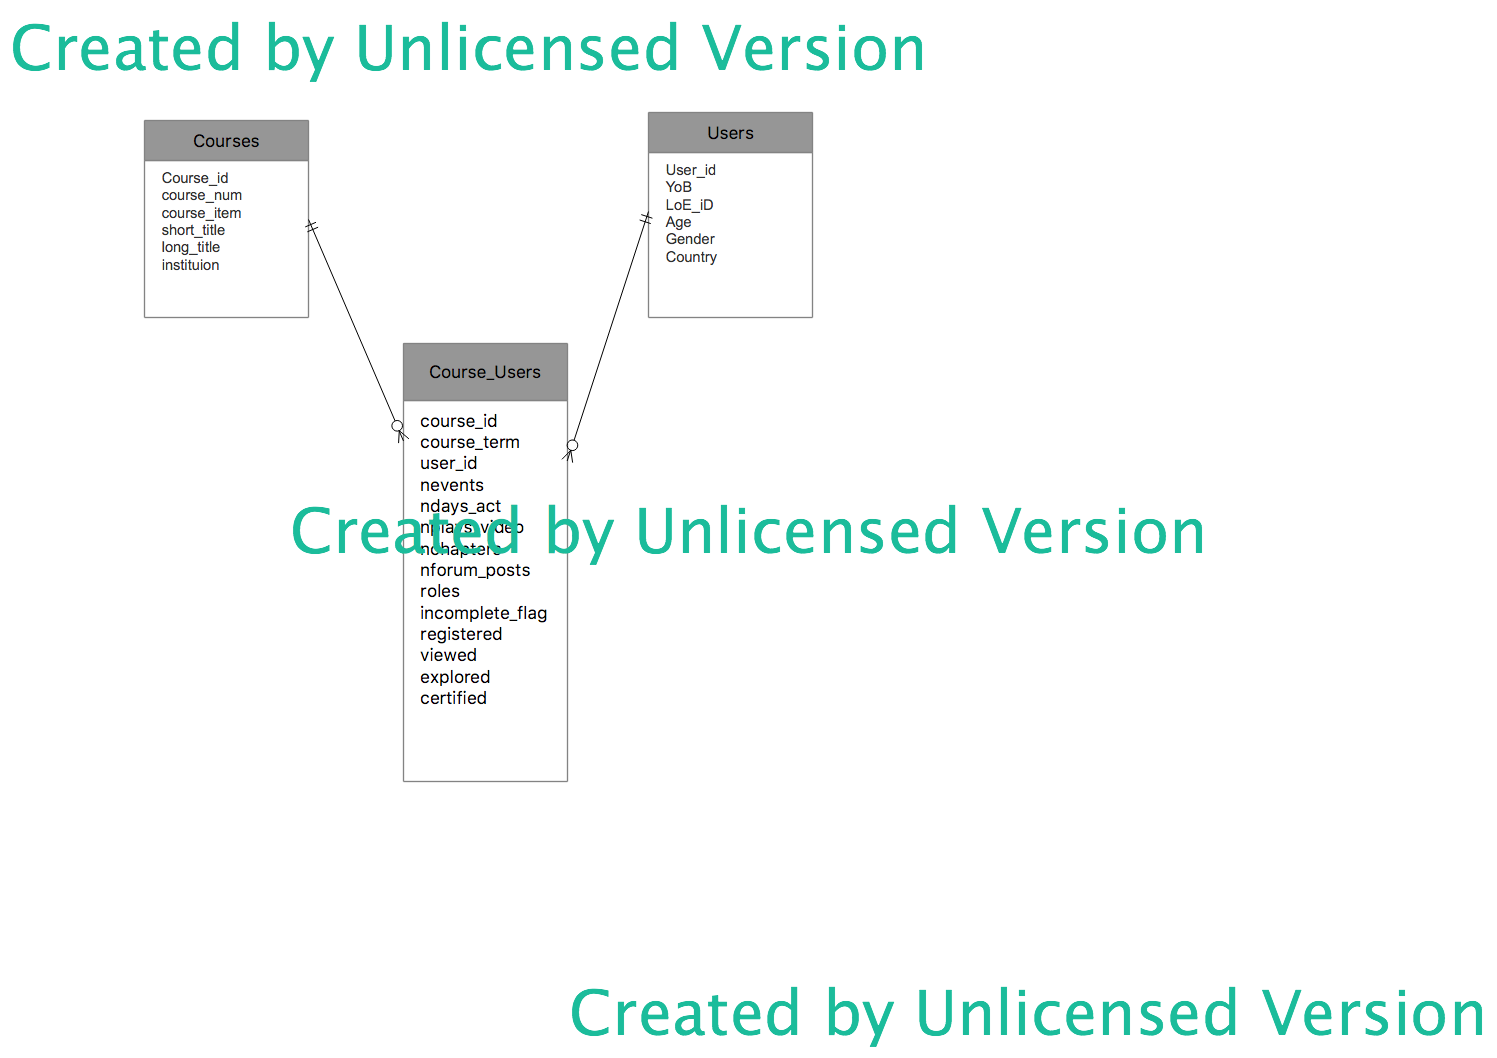 Created by Unlicensed Version
Courses
Course_id
course_num
course_item
short_title
long_title
instituion
Users
User_id
YoB
LoE_iD
Age
Gender
Country
Course_Users
course_id
course_term
user_id
nevents
ndays_act
nplays_video
nchapters
nforum_posts
roles
incomplete_flag
registered
viewed
explored
certified
Created by Unlicensed Version
Created by Unlicensed Version